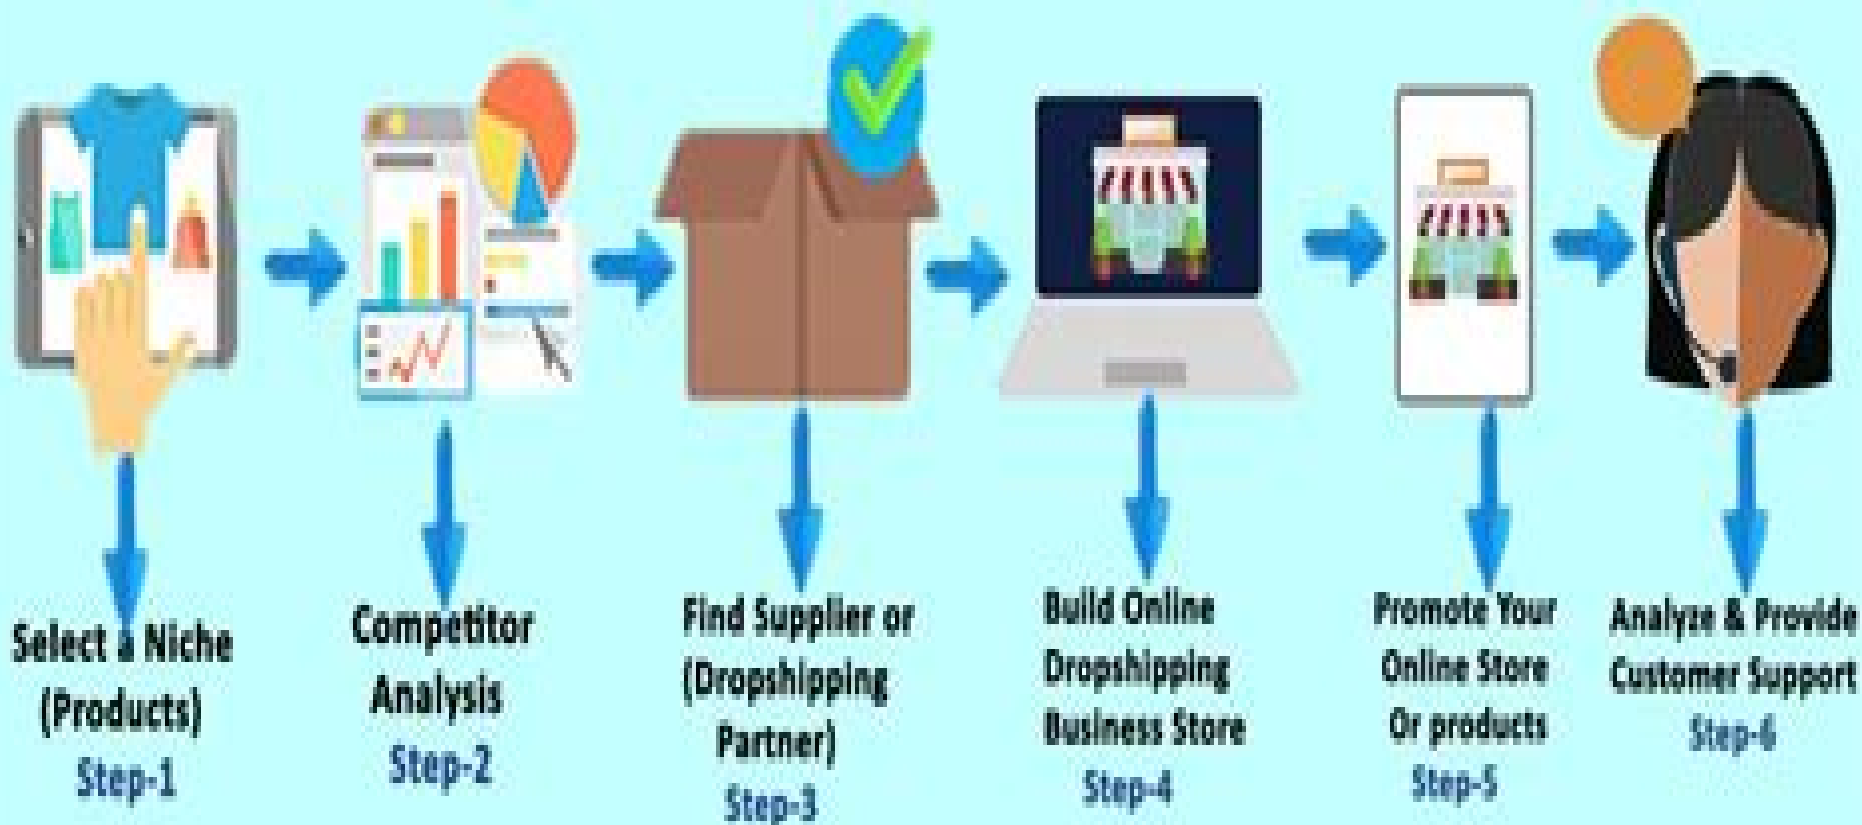 Select a Niche
(Products)
Step-1
Competitor
Analysis
Step-2
Find Supplier or
(Dropshipping
Partner)
Step-3
Build Online
Dropshipping
Business Store
Step-4
Promote Your
Online Store
Or products
Step-5
Analyze & Provide
Customer Support
Step-6